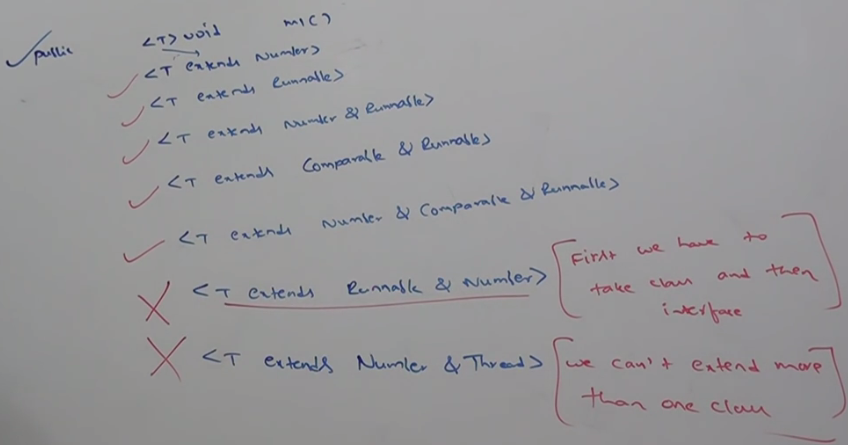 public <T> void m1()
<T extends Number>
<T extends Runnable>
<T extends Number & Runnable>
<T extends Comparable & Runnable>
<T extends Number & Comparable & Runnable>
<T extends Runnable & Number> [First we have to
take class and then
interface]
<T extends Number & Thread> [we can't extend more
than one class]